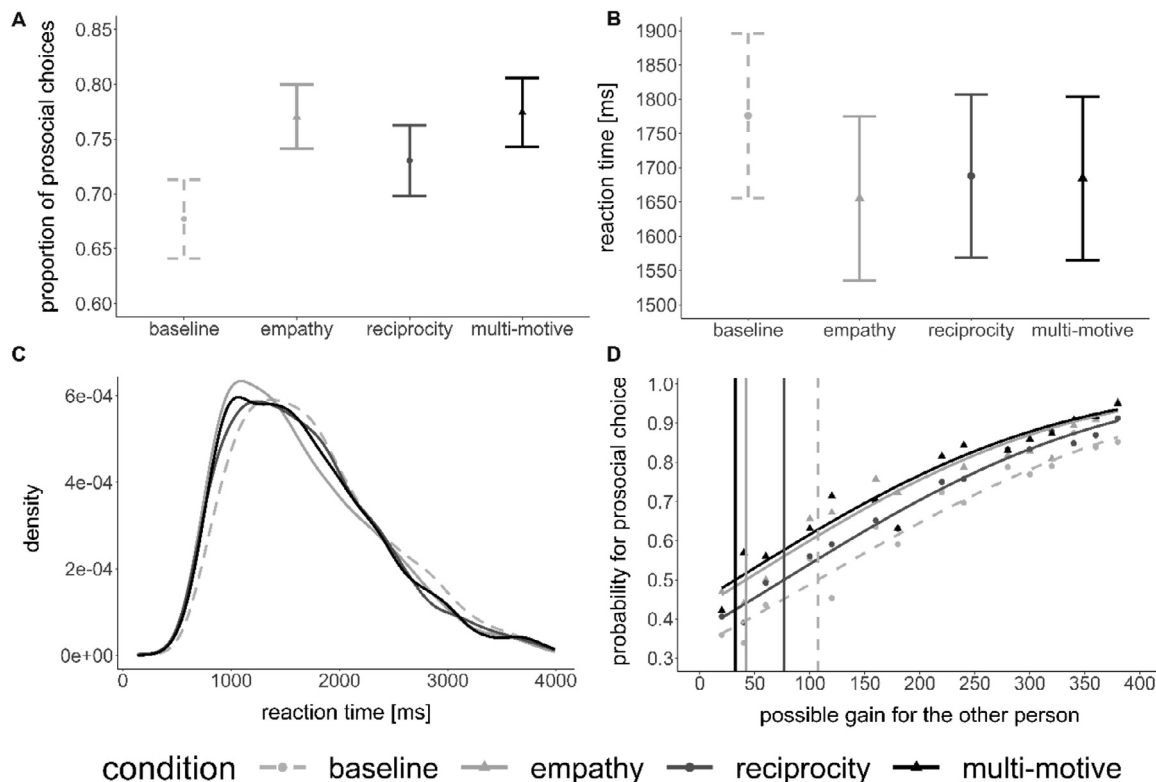 A
proportion of prosocial choices
0.85
0.80
0.75
0.70
0.65
0.60
baseline empathy reciprocity multi-motive
B
reaction time [ms]
1900
1850
1800
1750
1700
1650
1600
1550
1500
baseline empathy reciprocity multi-motive
C
density
6e-04
4e-04
2e-04
0e+00
0 1000 2000 3000 4000
reaction time [ms]
D
probability for prosocial choice
1.0
0.9
0.8
0.7
0.6
0.5
0.4
0.3
0 50 100 150 200 250 300 350 400
possible gain for the other person
condition baseline empathy reciprocity multi-motive